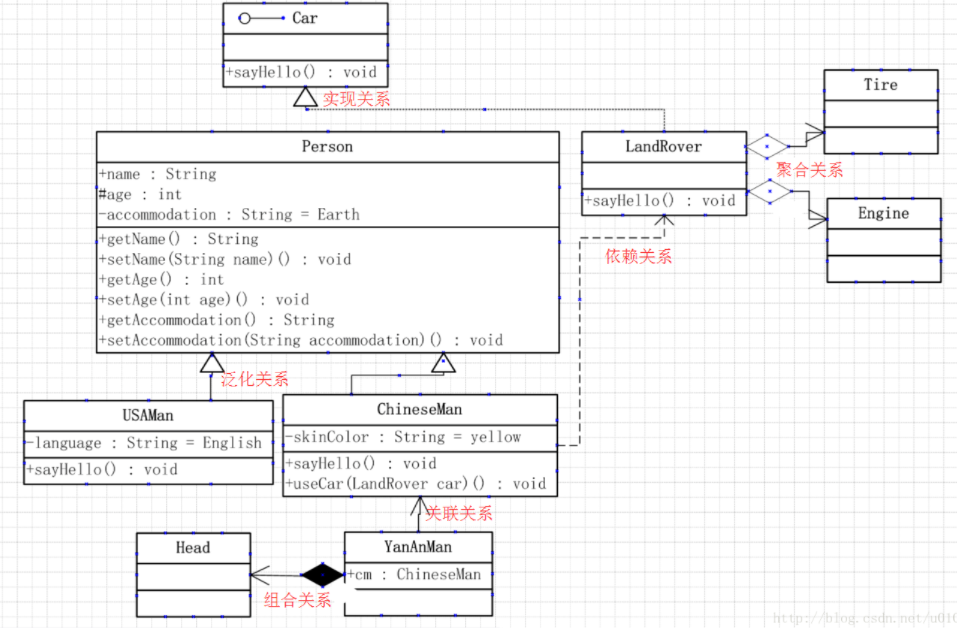 Car
+sayHello() : void
实现关系
Person
+name : String
#age : int
-accommodation : String = Earth
+getName() : String
+setName(String name)() : void
+getAge() : int
+setAge(int age)() : void
+getAccommodation() : String
+setAccommodation(String accommodation)() : void
LandRover
+sayHello() : void
Tire
聚合关系
Engine
依赖关系
泛化关系
USAMan
-language : String = English
+sayHello() : void
ChineseMan
-skinColor : String = yellow
+sayHello() : void
+useCar(LandRover car)() : void
关联关系
Head
YanAnMan
+cm : ChineseMan
组合关系
http://blog.csdn.net/u010